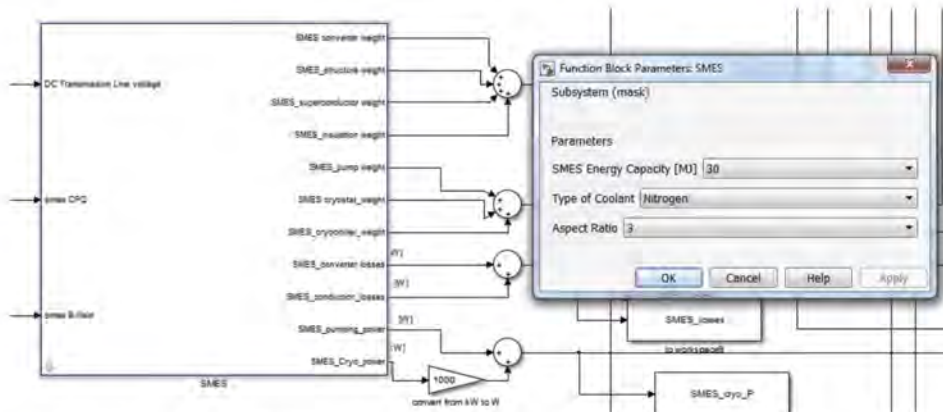 DC Transmission Line voltage
smes CPG
smes B-field
SMES converter weight
SMES_structure weight
SMES_superconductor weight
SMES_insulation weight
SMES_pump weight
SMES cryostat_weight
SMES_cryocooler_weight
SMES_converter losses
SMES_conduction_losses
SMES_pumping_power
SMES_Cryo_power
SMES
W]
[W]
[W]
[W]
1000
convert from kW to W
Function Block Parameters: SMES
Subsystem (mask)
Parameters
SMES Energy Capacity [MJ] 30
Type of Coolant Nitrogen
Aspect Ratio 3
OK Cancel Help Apply
SMES_losses
to workspace8
SMES_cryo_P